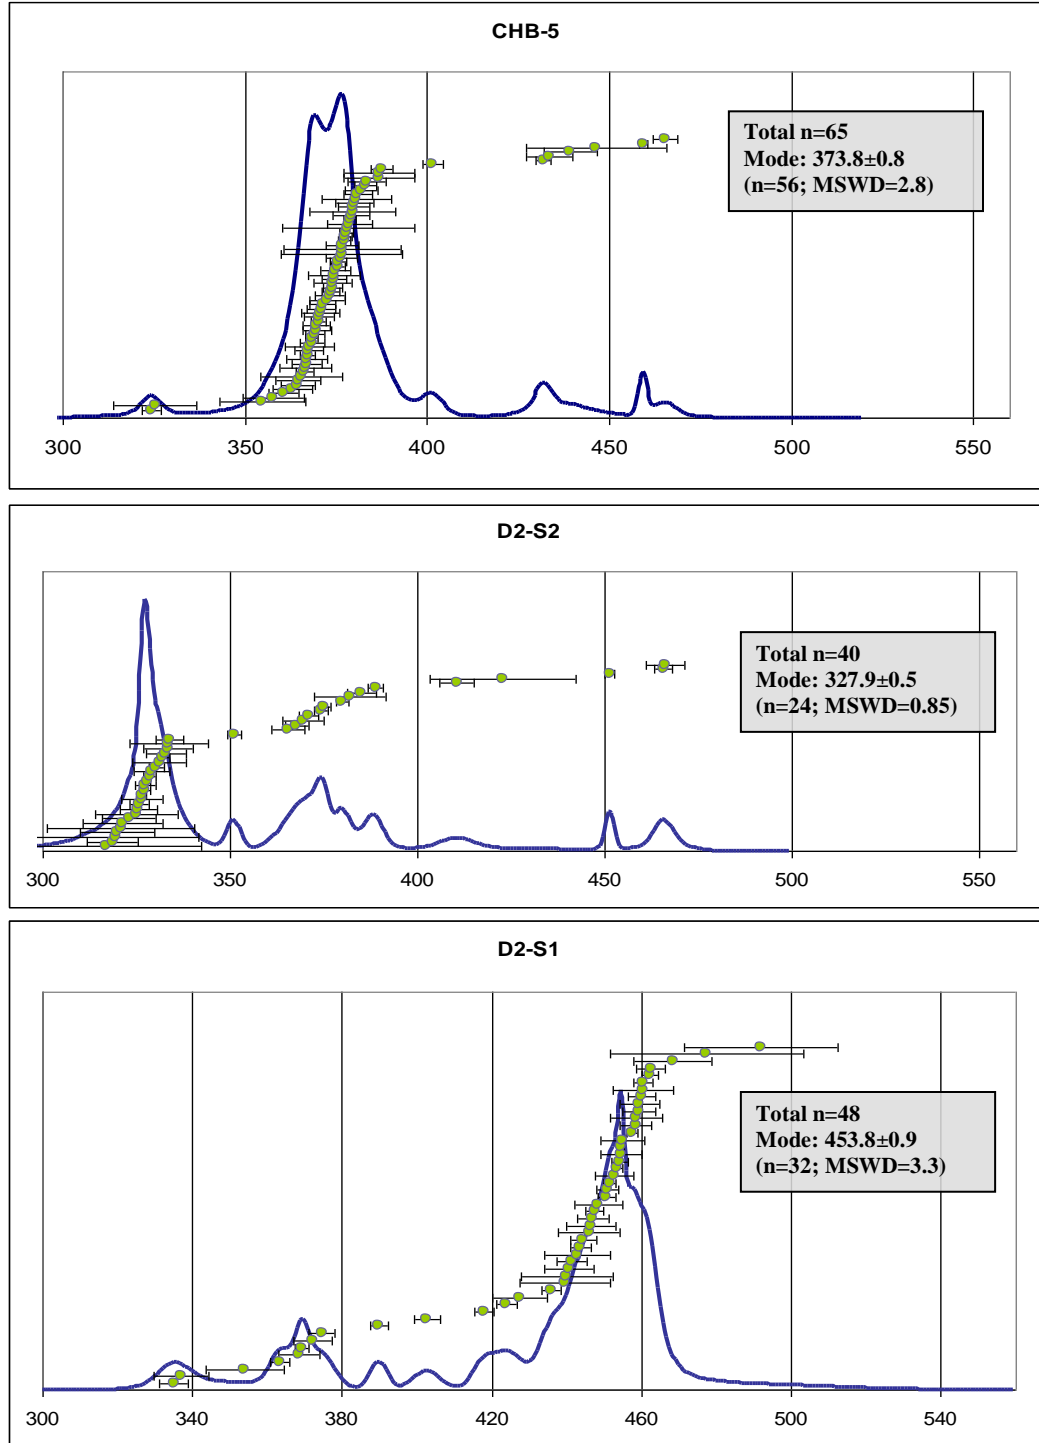 CHB-5
Total n=65
Mode: 373.8±0.8
(n=56; MSWD=2.8)
300 350 400 450 500 550
D2-S2
Total n=40
Mode: 327.9±0.5
(n=24; MSWD=0.85)
300 350 400 450 500 550
D2-S1
Total n=48
Mode: 453.8±0.9
(n=32; MSWD=3.3)
300 340 380 420 460 500 540